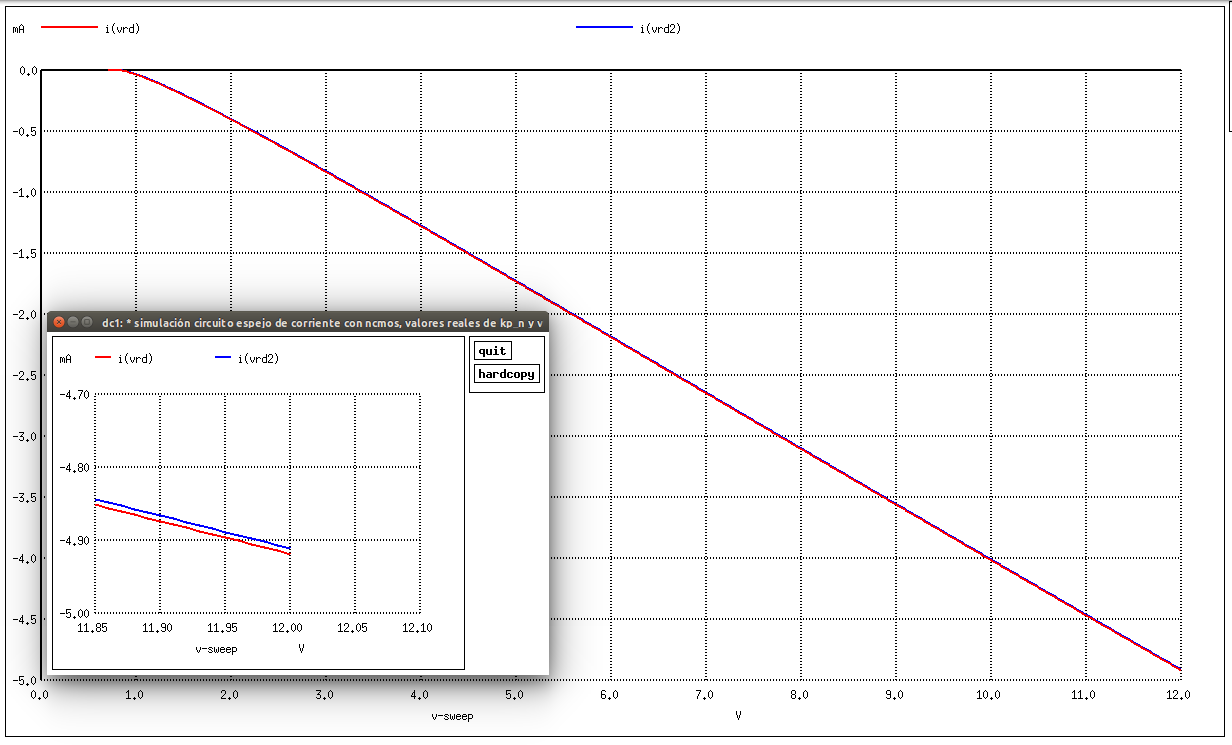 mA i(vrd) i(vrd2)
0.0
-0.5
-1.0
-1.5
-2.0
-2.5
-3.0
-3.5
-4.0
-4.5
-5.0
0.0 1.0 2.0 3.0 4.0 5.0 6.0 7.0 8.0 9.0 10.0 11.0 12.0
v-sweep V
dc1: * simulación circuito espejo de corriente con ncmos, valores reales de kp_n y v
mA i(vrd) i(vrd2)
quit
hardcopy
-4.70
-4.80
-4.90
-5.00
11.85 11.90 11.95 12.00 12.05 12.10
v-sweep V